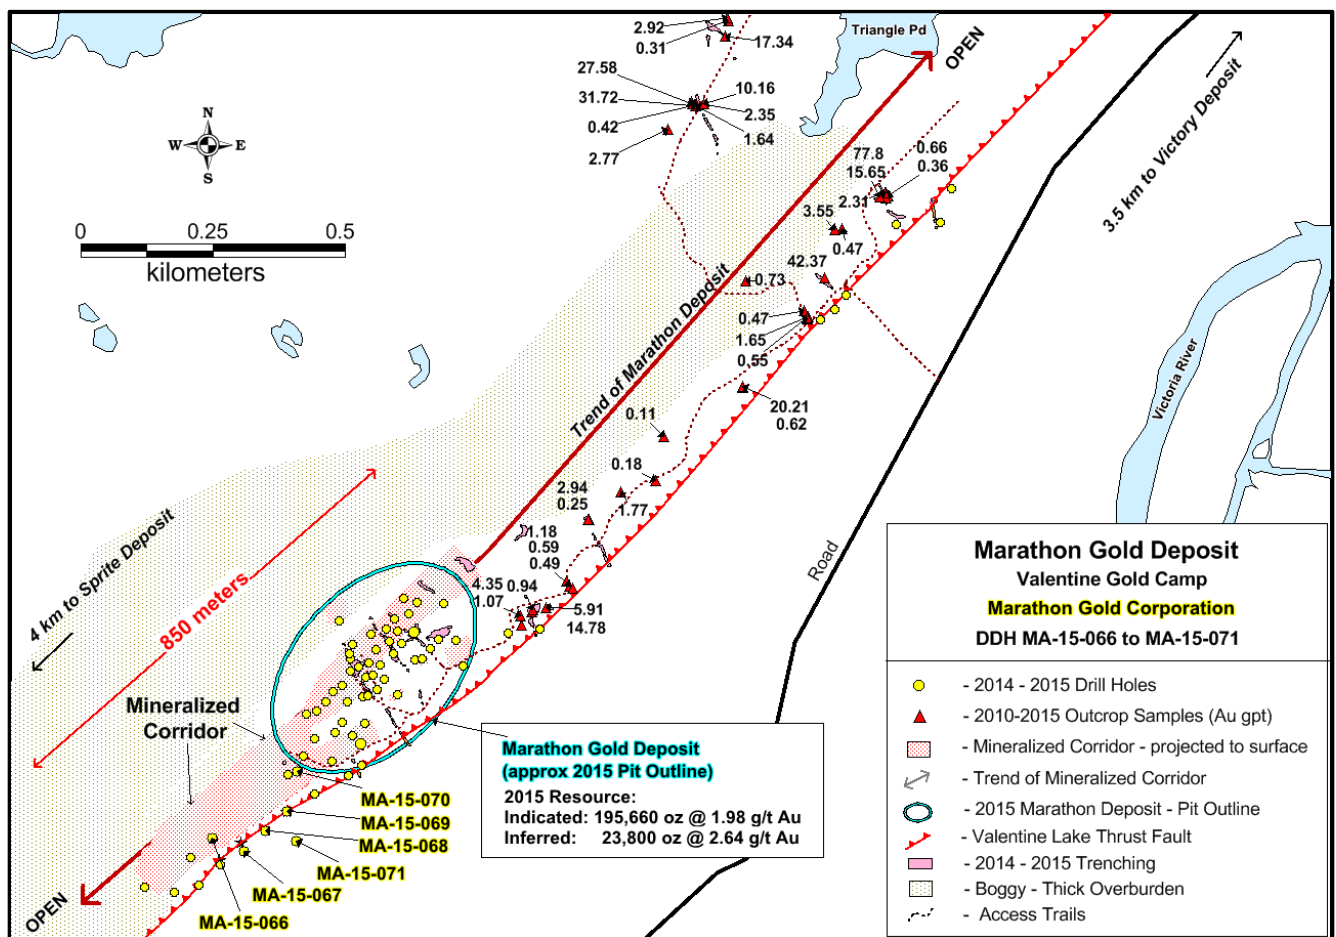 2.92
0.31
17.34
Triangle Pd
OPEN
27.58
31.72
0.42
2.77
10.16
2.35
1.64
N
W E
S
0 0.25 0.5
kilometers
77.8
15.65
2.31
0.66
0.36
3.55
0.47
42.37
0.73
0.47
1.65
0.55
3.5 km to Victory Deposit
Trend of Marathon Deposit
Victoria River
20.21
0.62
0.11
0.18
2.94
0.25
1.77
1.18
0.59
0.49
4.35 0.94
1.07
5.91
14.78
Road
4 km to Sprite Deposit
850 meters
Mineralized
Corridor
Marathon Gold Deposit
(approx 2015 Pit Outline)
2015 Resource:
Indicated: 195,660 oz @ 1.98 g/t Au
Inferred: 23,800 oz @ 2.64 g/t Au
MA-15-070
MA-15-069
MA-15-068
MA-15-071
MA-15-067
MA-15-066
OPEN
Marathon Gold Deposit
Valentine Gold Camp
Marathon Gold Corporation
DDH MA-15-066 to MA-15-071
- 2014 - 2015 Drill Holes
- 2010-2015 Outcrop Samples (Au gpt)
- Mineralized Corridor - projected to surface
- Trend of Mineralized Corridor
- 2015 Marathon Deposit - Pit Outline
- Valentine Lake Thrust Fault
- 2014 - 2015 Trenching
- Boggy - Thick Overburden
- Access Trails